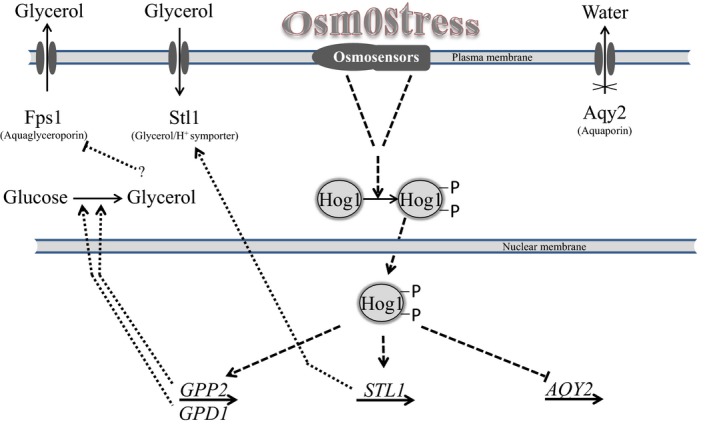 Glycerol
Glycerol
Osmostress
Water
Osmosensors
Plasma membrane
Fps1
(Aquaglyceroporin)
Stl1
(Glycerol/H+ symporter)
Aqy2
(Aquaporin)
?
Glucose
Glycerol
Hog1
Hog1
P
P
Nuclear membrane
Hog1
P
P
GPP2
GPD1
STL1
AQY2